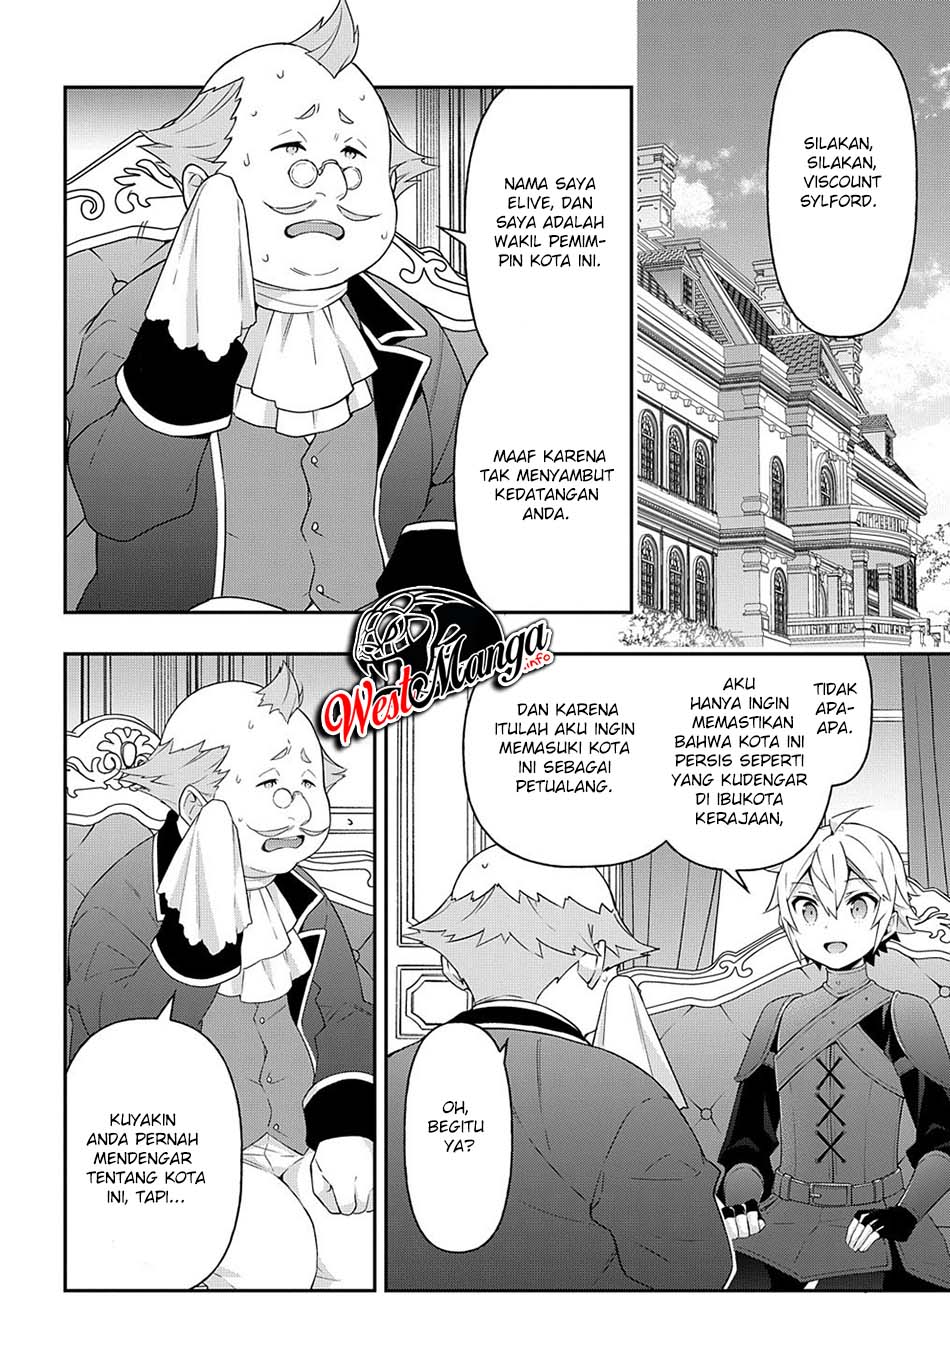 SILAKAN,
SILAKAN,
VISCOUNT
SYLFORD.
NAMA SAYA
ELIVE, DAN
SAYA ADALAH
WAKIL PEMIM-
PIN KOTA INI.
MAAF KARENA
TAK MENYAMBUT
KEDATANGAN
ANDA.
TIDAK
APA-
APA.
AKU
HANYA INGIN
MEMASTIKAN
BAHWA KOTA INI
PERSIS SEPERTI
YANG KUDENGAR
DI IBUKOTA
KERAJAAN,
DAN KARENA
ITULAH AKU INGIN
MEMASUKI KOTA
INI SEBAGAI
PETUALANG.
OH,
BEGITU
YA?
KUYAKIN
ANDA PERNAH
MENDENGAR
TENTANG KOTA
INI, TAPI...
WestManga
.info